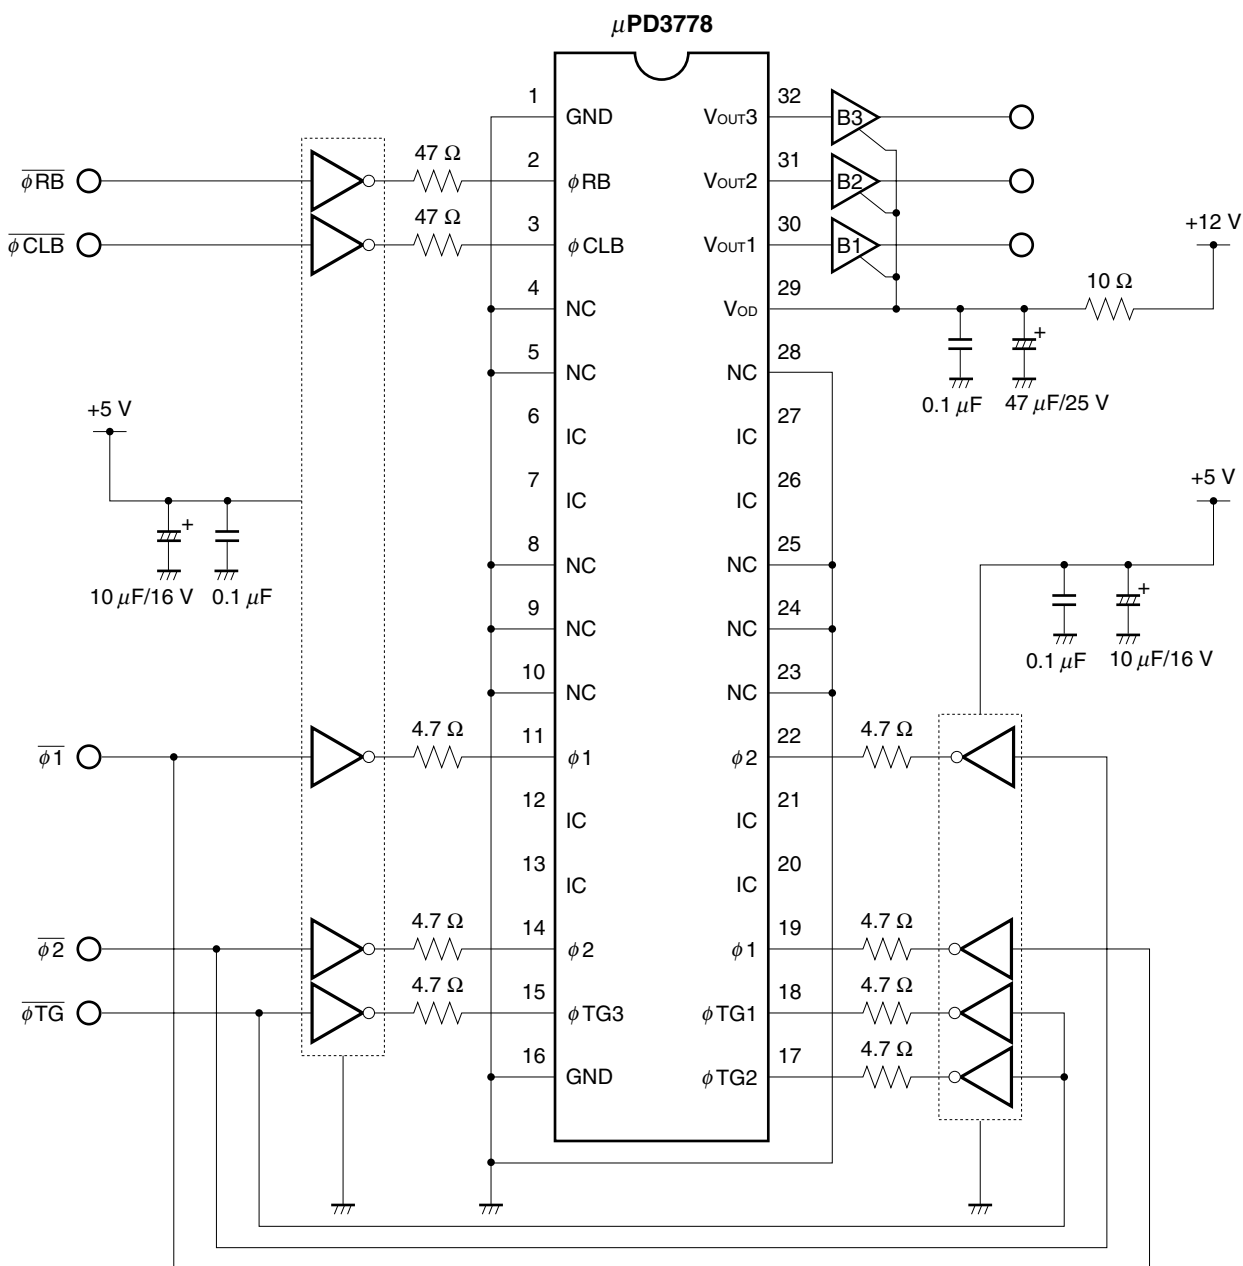 μPD3778
1 GND VOUT3 32 B3
φRB 47 Ω 2 φRB VOUT2 31 B2
φCLB 47 Ω 3 φCLB VOUT1 30 B1 +12 V
4 NC VOD 29 10 Ω
5 NC NC 28 0.1 μF 47 μF/25 V
+5 V 6 IC IC 27
7 IC IC 26 +5 V
8 NC NC 25
10 μF/16 V 0.1 μF 9 NC NC 24
10 NC NC 23 0.1 μF 10 μF/16 V
φ1 4.7 Ω 11 φ1 φ2 22 4.7 Ω
12 IC IC 21
13 IC IC 20
φ2 4.7 Ω 14 φ2 φ1 19 4.7 Ω
φTG 4.7 Ω 15 φTG3 φTG1 18 4.7 Ω
16 GND φTG2 17 4.7 Ω